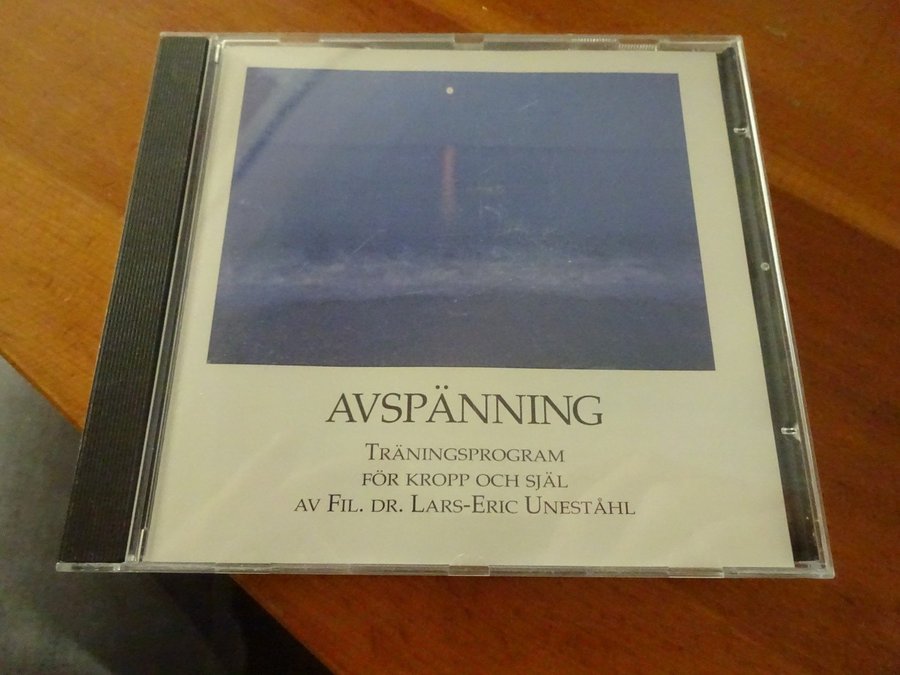 AVSPÄNNING
TRÄNINGSPROGRAM
FÖR KROPP OCH SJÄL
AV FIL. DR. LARS-ERIC UNESTÅHL